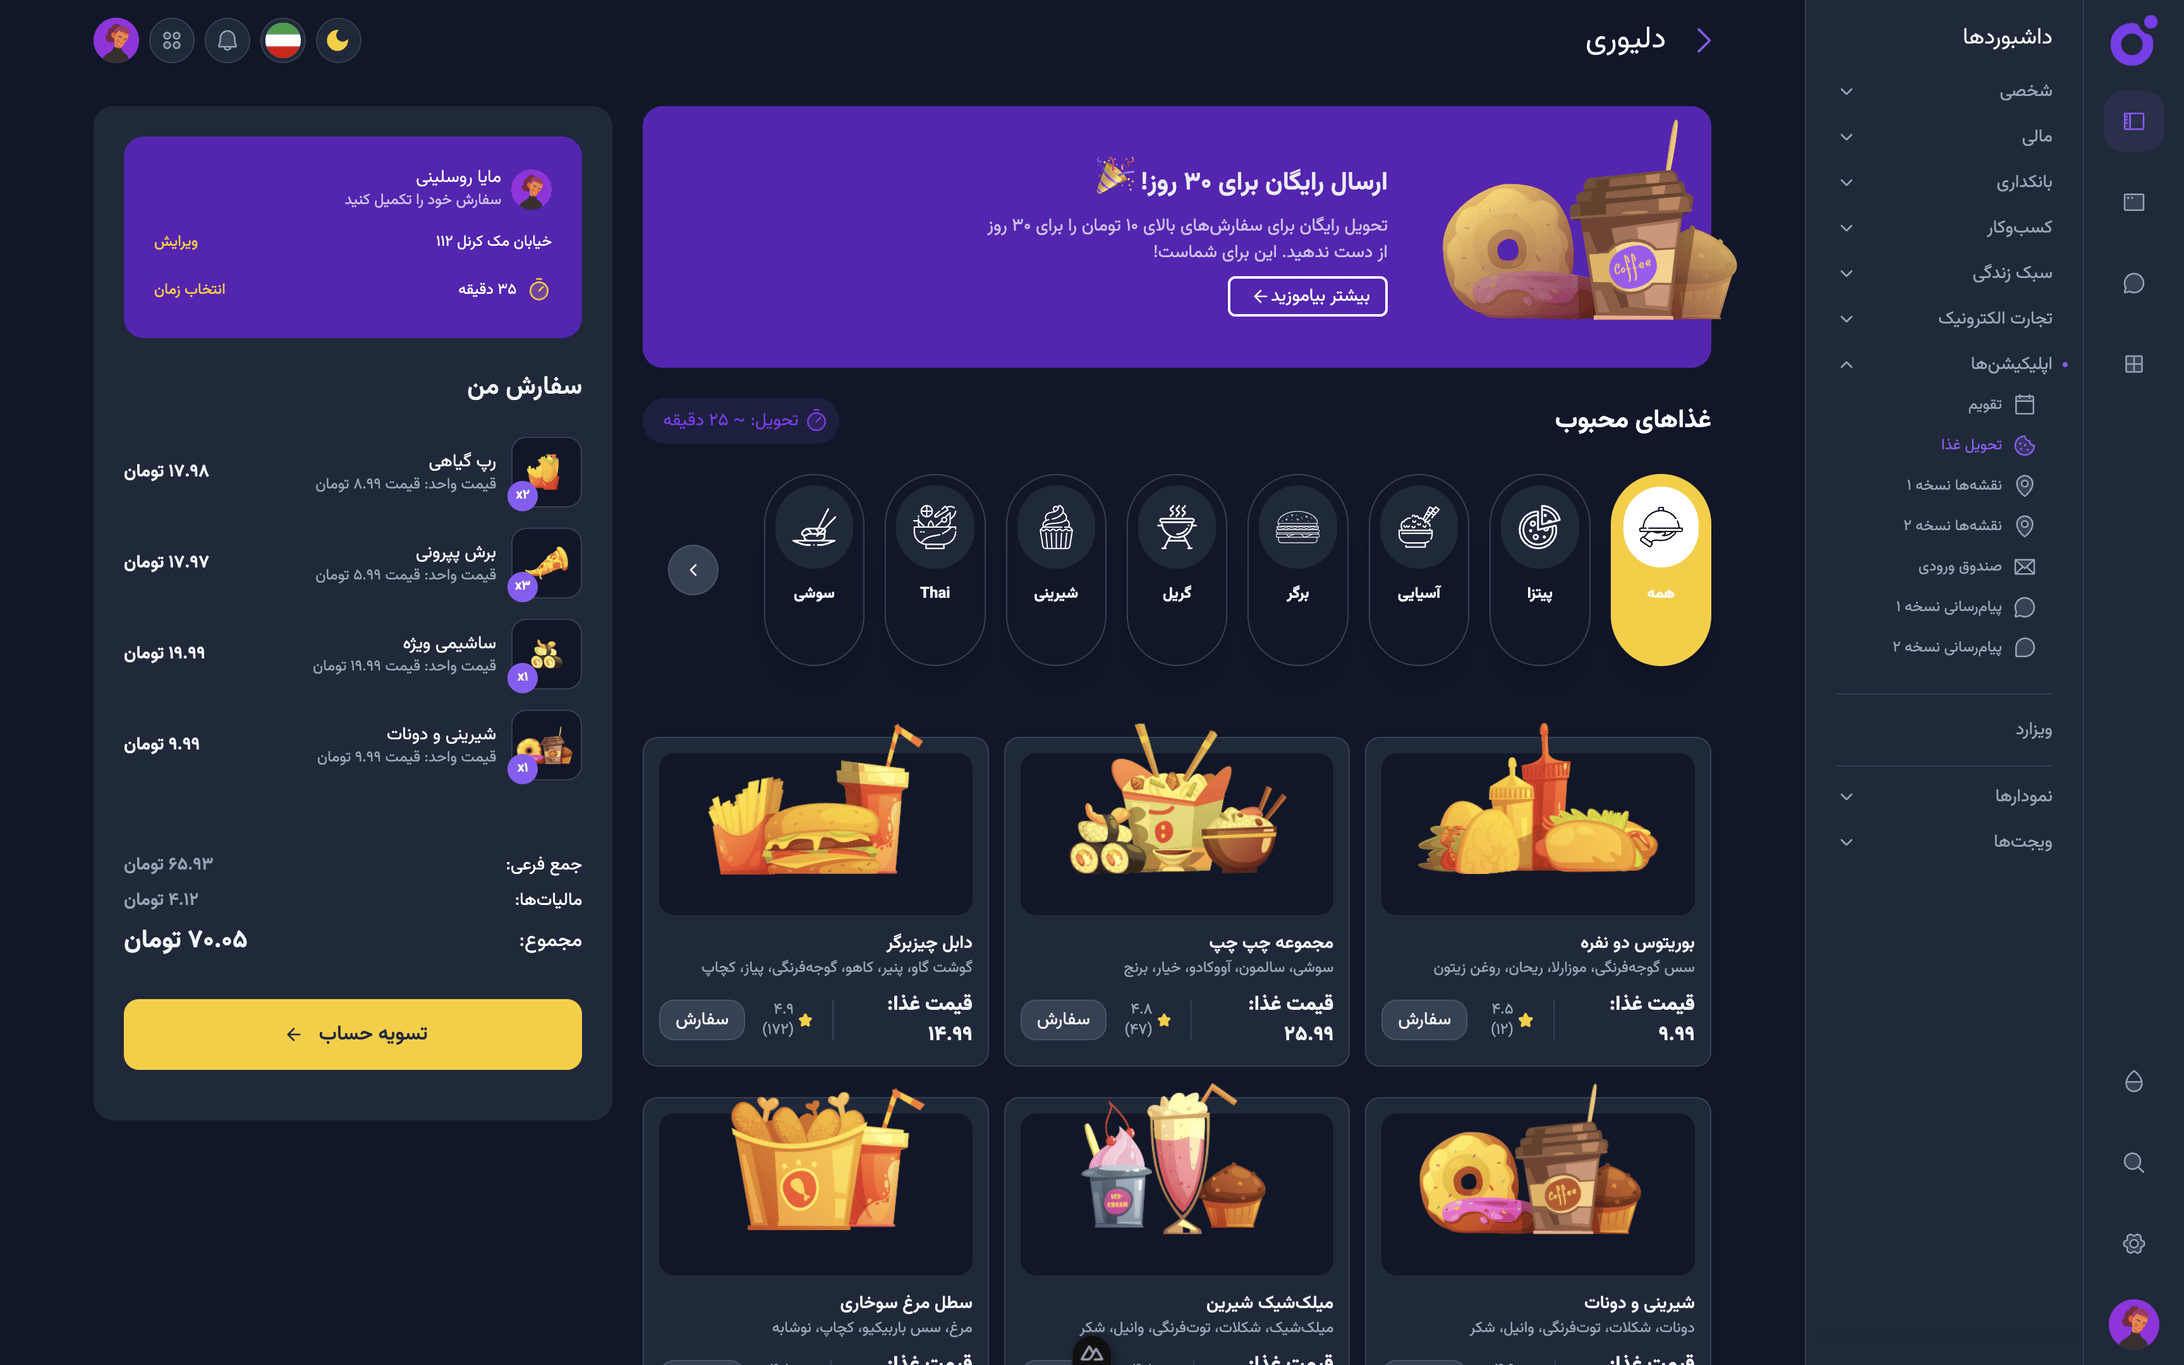 داشبوردها
شخصی
مالی
بانکداری
کسب‌وکار
سبک زندگی
تجارت الکترونیک
اپلیکیشن‌ها
تقویم
تحویل غذا
نقشه‌ها نسخه ۱
نقشه‌ها نسخه ۲
صندوق ورودی
پیام‌رسانی نسخه ۱
پیام‌رسانی نسخه ۲
ویزارد
نمودارها
ویجت‌ها
دلیوری
ارسال رایگان برای ۳۰ روز!
تحویل رایگان برای سفارش‌های بالای ۱۰ تومان را برای ۳۰ روز
از دست ندهید. این برای شماست!
بیشتر بیاموزید
Coffee
غذاهای محبوب
تحویل: ~ ۲۵ دقیقه
همه
پیتزا
آسیایی
برگر
گریل
شیرینی
Thai
سوشی
بوریتوس دو نفره
سس گوجه‌فرنگی، موزارلا، ریحان، روغن زیتون
قیمت غذا:
۹.۹۹
۴.۵
(۱۲)
سفارش
مجموعه چپ چپ
سوشی، سالمون، آووکادو، خیار، برنج
قیمت غذا:
۲۵.۹۹
۴.۸
(۴۷)
سفارش
دابل چیزبرگر
گوشت گاو، پنیر، کاهو، گوجه‌فرنگی، پیاز، کچاپ
قیمت غذا:
۱۴.۹۹
۴.۹
(۱۷۲)
سفارش
Coffee
شیرینی و دونات
دونات، شکلات، توت‌فرنگی، وانیل، شکر
قیمت غذا:
ICE-
CREAM
میلک‌شیک شیرین
میلک‌شیک، شکلات، توت‌فرنگی، وانیل، شکر
قیمت غذا:
سطل مرغ سوخاری
مرغ، سس باربیکیو، کچاپ، نوشابه
قیمت غذا:
مایا روسلینی
سفارش خود را تکمیل کنید
خیابان مک کرنل ۱۱۲
ویرایش
۳۵ دقیقه
انتخاب زمان
سفارش من
رپ گیاهی
قیمت واحد: قیمت ۸.۹۹ تومان
x۲
۱۷.۹۸ تومان
برش پپرونی
قیمت واحد: قیمت ۵.۹۹ تومان
x۳
۱۷.۹۷ تومان
ساشیمی ویژه
قیمت واحد: قیمت ۱۹.۹۹ تومان
x۱
۱۹.۹۹ تومان
شیرینی و دونات
قیمت واحد: قیمت ۹.۹۹ تومان
x۱
۹.۹۹ تومان
جمع فرعی:
۶۵.۹۳ تومان
مالیات‌ها:
۴.۱۲ تومان
مجموع:
۷۰.۰۵ تومان
تسویه حساب